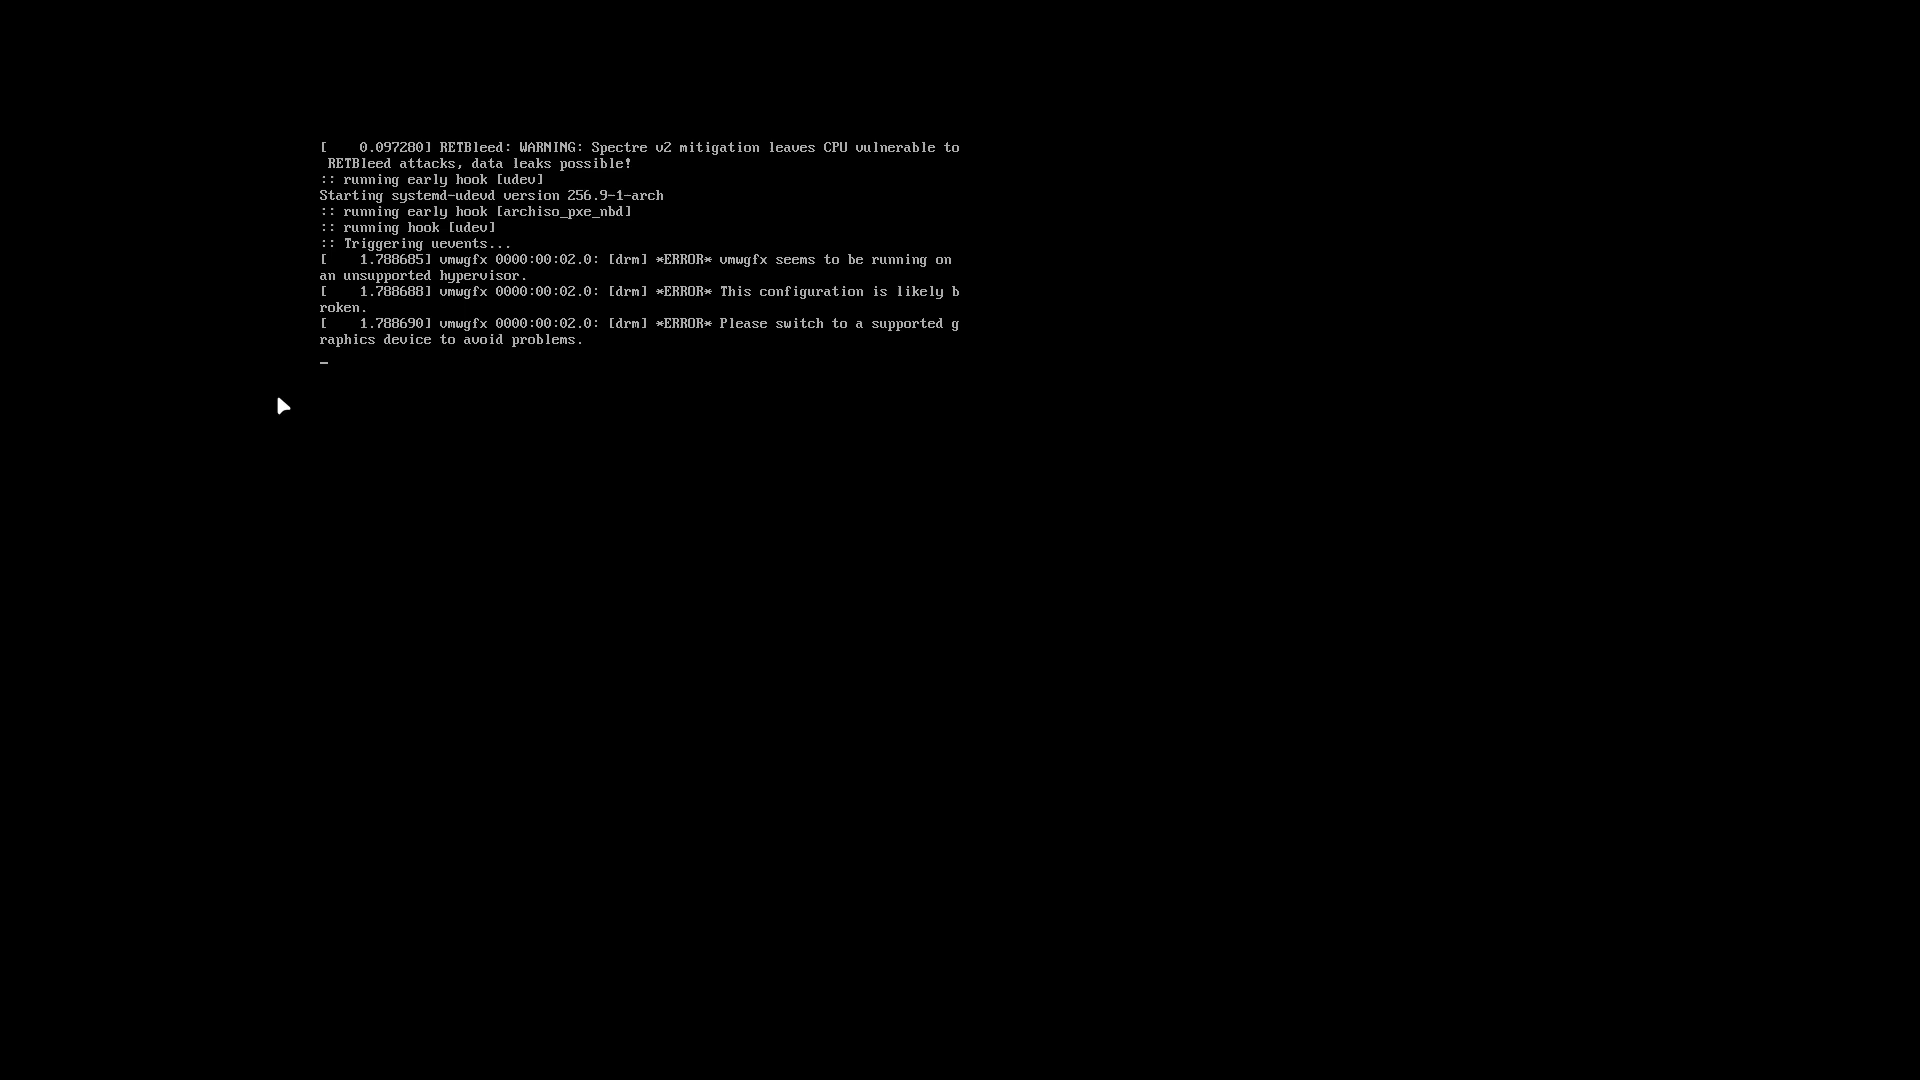 [    0.097280] RETBleed: WARNING: Spectre v2 mitigation leaves CPU vulnerable to
 RETBleed attacks, data leaks possible!
:: running early hook [udev]
Starting systemd-udevd version 256.9-1-arch
:: running early hook [archiso_pxe_nbd]
:: running hook [udev]
:: Triggering uevents...
[    1.788685] vmwgfx 0000:00:02.0: [drm] *ERROR* vmwgfx seems to be running on
an unsupported hypervisor.
[    1.788688] vmwgfx 0000:00:02.0: [drm] *ERROR* This configuration is likely b
roken.
[    1.788690] vmwgfx 0000:00:02.0: [drm] *ERROR* Please switch to a supported g
raphics device to avoid problems.
_